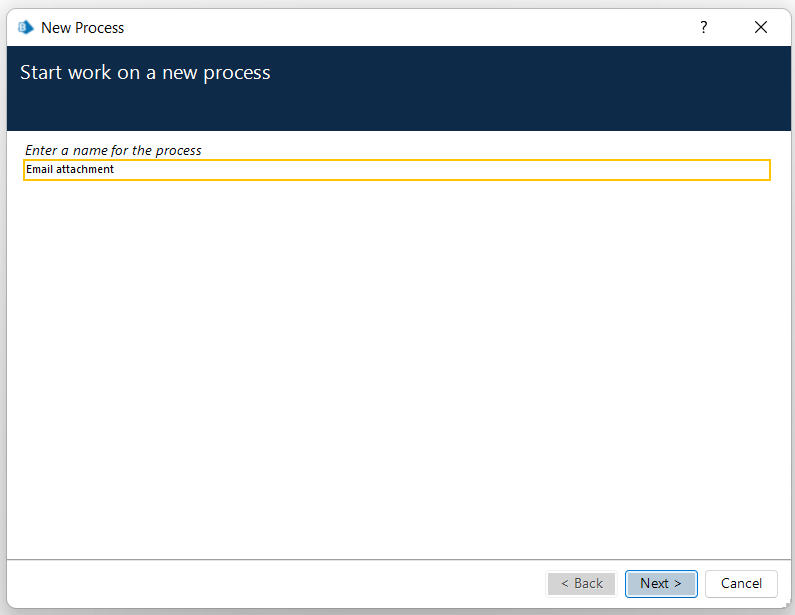 New Process
?
Start work on a new process
Enter a name for the process
Email attachment
< Back
Next >
Cancel